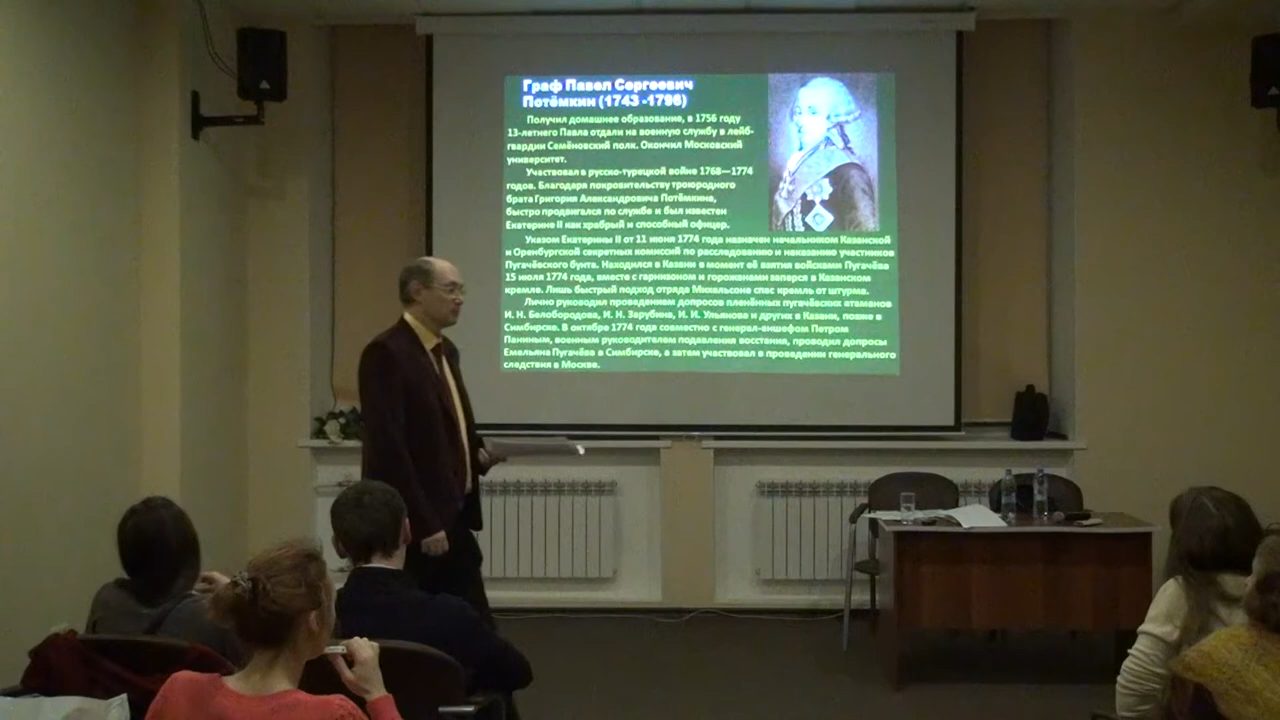 Граф Павел Сергеевич
Потёмкин (1743 -1796)
Получил домашнее образование, в 1756 году
13-летнего Павла отдали на военную службу в лейб-
гвардии Семёновский полк. Окончил Московский
университет.
Участвовал в русско-турецкой войне 1768—1774
годов. Благодаря покровительству троюродного
брата Григория Александровича Потёмкина,
быстро продвигался по службе и был известен
Екатерине II как храбрый и способный офицер.
Указом Екатерины II от 11 июня 1774 года назначен начальником Казанской
и Оренбургской секретных комиссий по расследованию и наказанию участников
Пугачёвского бунта. Находился в Казани в момент её взятия войсками Пугачёва
15 июля 1774 года, вместе с гарнизоном и горожанами заперся в Казанском
кремле. Лишь быстрый подход отряда Михельсона спас кремль от штурма.
Лично руководил проведением допросов пленённых пугачёвских атаманов
И. Н. Белобородова, И. Н. Зарубина, И. И. Ульянова и других в Казани, позже в
Симбирске. В октябре 1774 года совместно с генерал-аншефом Петром
Паниным, военным руководителем подавления восстания, проводил допросы
Емельяна Пугачёва в Симбирске, а затем участвовал в проведении генерального
следствия в Москве.